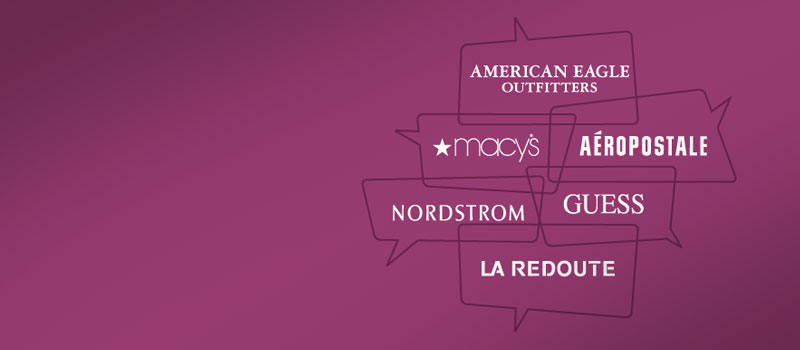 AMERICAN EAGLE
OUTFITTERS
★macy's
AÉROPOSTALE
NORDSTROM
GUESS
LA REDOUTE